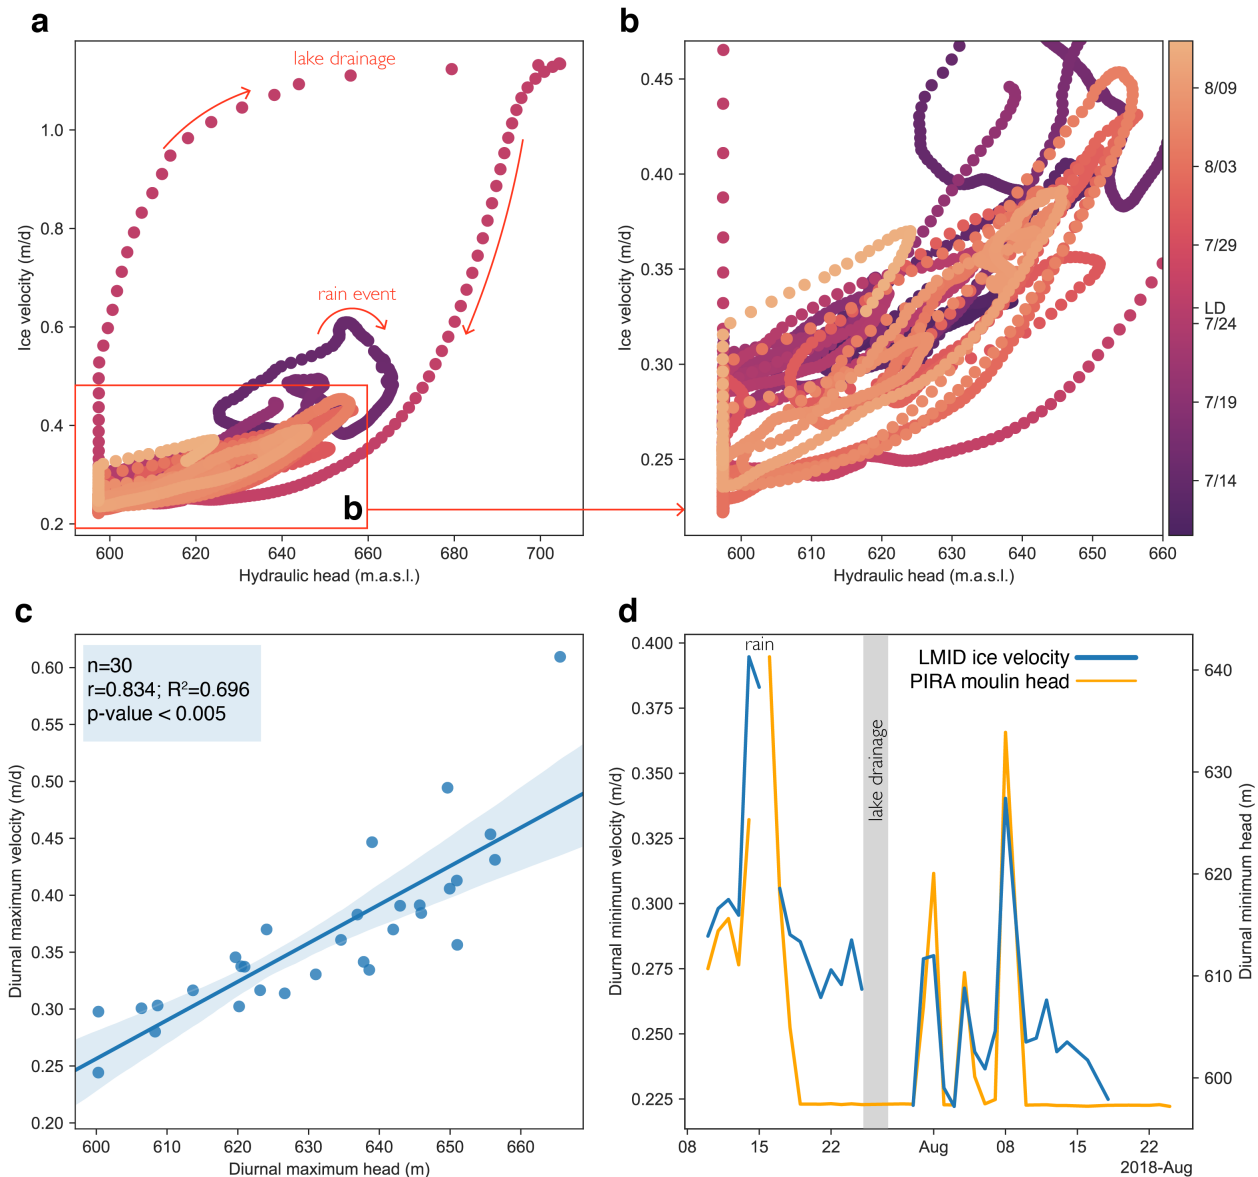 a
lake drainage
rain event
b
Ice velocity (m/d)
1.0
0.8
0.6
0.4
0.2
600 620 640 660 680 700
Hydraulic head (m.a.s.l.)
b
Ice velocity (m/d)
0.45
0.40
0.35
0.30
0.25
600 610 620 630 640 650 660
Hydraulic head (m.a.s.l.)
8/09
8/03
7/29
LD
7/24
7/19
7/14
c
n=30
r=0.834; R²=0.696
p-value < 0.005
Diurnal maximum velocity (m/d)
0.60
0.55
0.50
0.45
0.40
0.35
0.30
0.25
0.20
600 610 620 630 640 650 660
Diurnal maximum head (m)
d
rain
LMID ice velocity
PIRA moulin head
lake drainage
Diurnal minimum velocity (m/d)
0.400
0.375
0.350
0.325
0.300
0.275
0.250
0.225
640
630
620
610
600
Diurnal minimum head (m)
08 15 22 Aug 08 15 22
2018-Aug